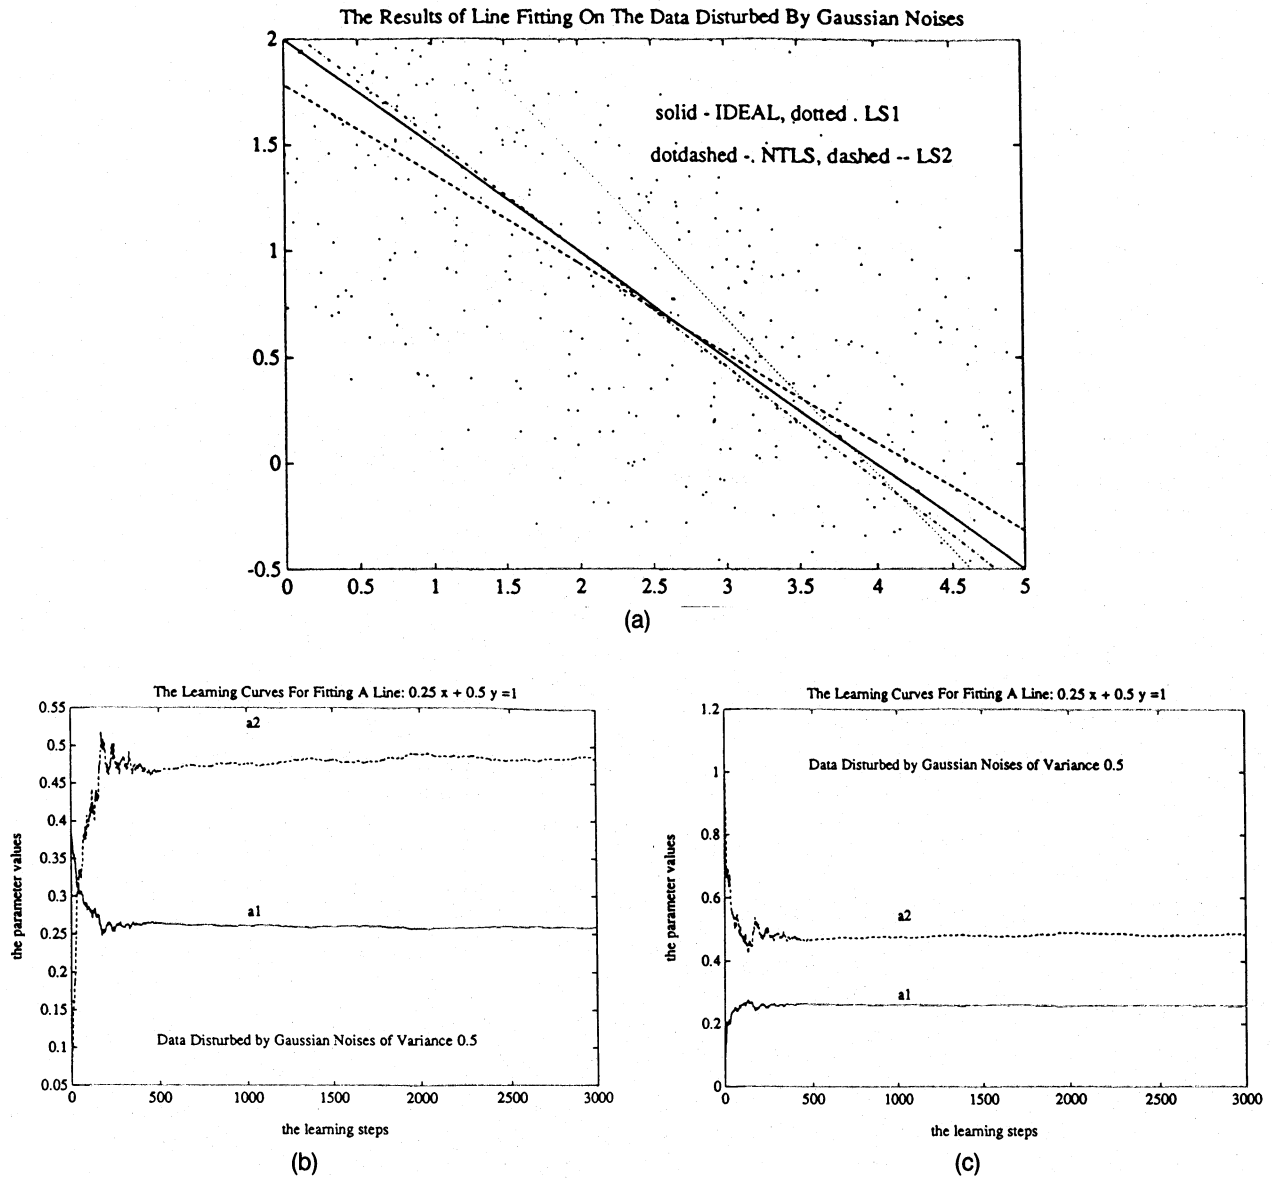 The Results of Line Fitting On The Data Disturbed By Gaussian Noises
2
1.5
1
0.5
0
-0.5
solid - IDEAL, dotted . LS1
dotdashed -. NTLS, dashed -- LS2
0 0.5 1 1.5 2 2.5 3 3.5 4 4.5 5
(a)
The Learning Curves For Fitting A Line: 0.25 x + 0.5 y =1
0.55
0.5
0.45
0.4
0.35
0.3
0.25
0.2
0.15
0.1
0.05
the parameter values
a2
a1
Data Disturbed by Gaussian Noises of Variance 0.5
0 500 1000 1500 2000 2500 3000
the learning steps
(b)
The Learning Curves For Fitting A Line: 0.25 x + 0.5 y =1
1.2
1
0.8
0.6
0.4
0.2
0
the parameter values
Data Disturbed by Gaussian Noises of Variance 0.5
a2
a1
0 500 1000 1500 2000 2500 3000
the learning steps
(c)